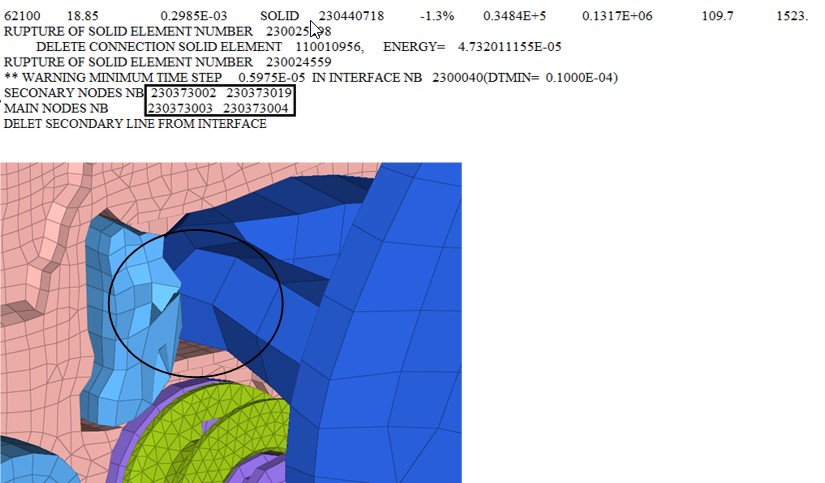 62100 18.85 0.2985E-03 SOLID 230440718 -1.3% 0.3484E+5 0.1317E+06 109.7 1523.
RUPTURE OF SOLID ELEMENT NUMBER
DELETE CONNECTION SOLID ELEMENT 110010956, ENERGY= 4.732011155E-05
RUPTURE OF SOLID ELEMENT NUMBER 230024559
** WARNING MINIMUM TIME STEP 0.5975E-05 IN INTERFACE NB 2300040(DTMIN= 0.1000E-04)
SECONARY NODES NB 230373002 230373019
MAIN NODES NB 230373003 230373004
DELET SECONDARY LINE FROM INTERFACE